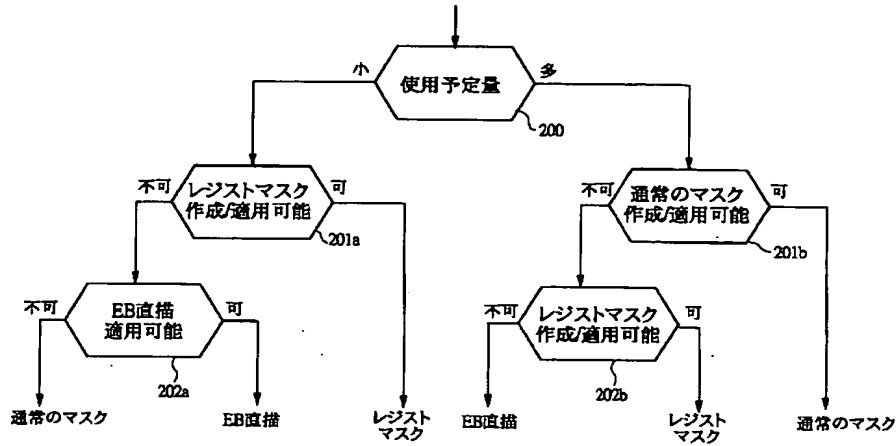 小
使用予定量
多
200
不可
レジストマスク
作成/適用可能
可
201a
不可
通常のマスク
作成/適用可能
可
201b
不可
EB直描
適用可能
可
202a
不可
レジストマスク
作成/適用可能
可
202b
通常のマスク
EB直描
レジスト
マスク
EB直描
レジスト
マスク
通常のマスク